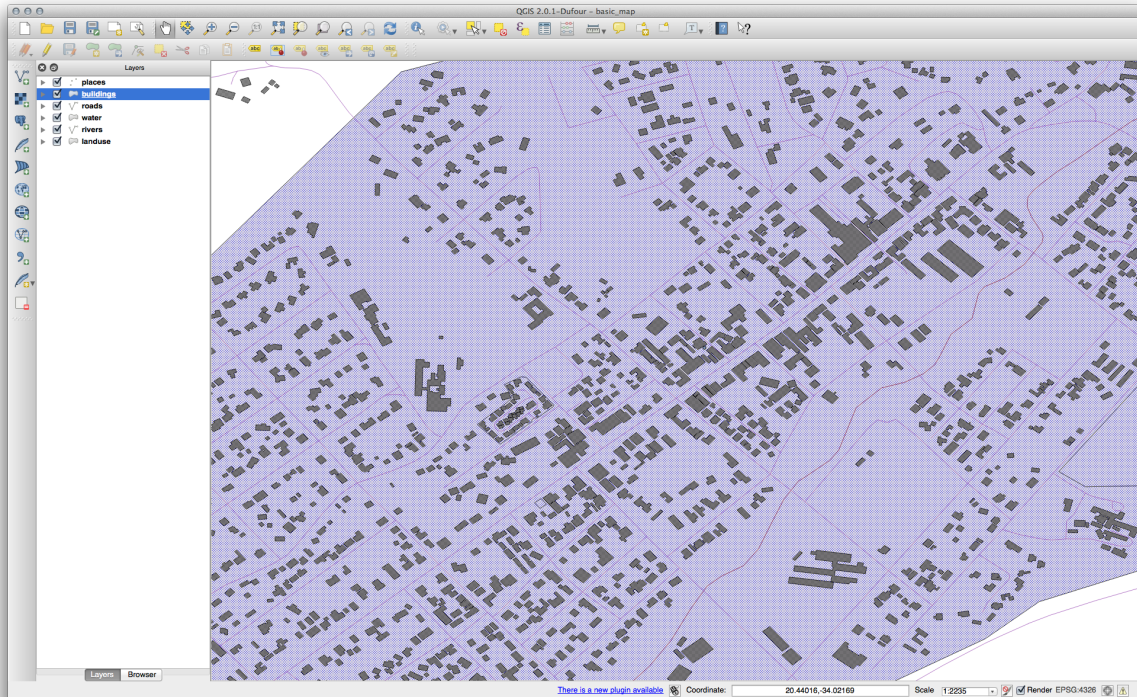 QGIS 2.0.1-Dufour - basic_map
Layers
places
buildings
roads
water
rivers
landuse
Layers Browser
There is a new plugin available Coordinate: 20.44016,-34.02169 Scale 1:2235 Render EPSG:4326